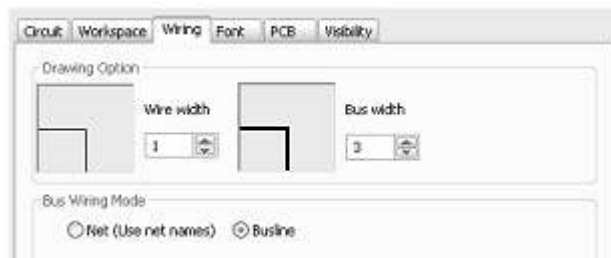 Circuit Workspace Wiring Font PCB Visibility
Drawing Option
Wire width Bus width
1 3
Bus Wiring Mode
Net (Use net names) Busline